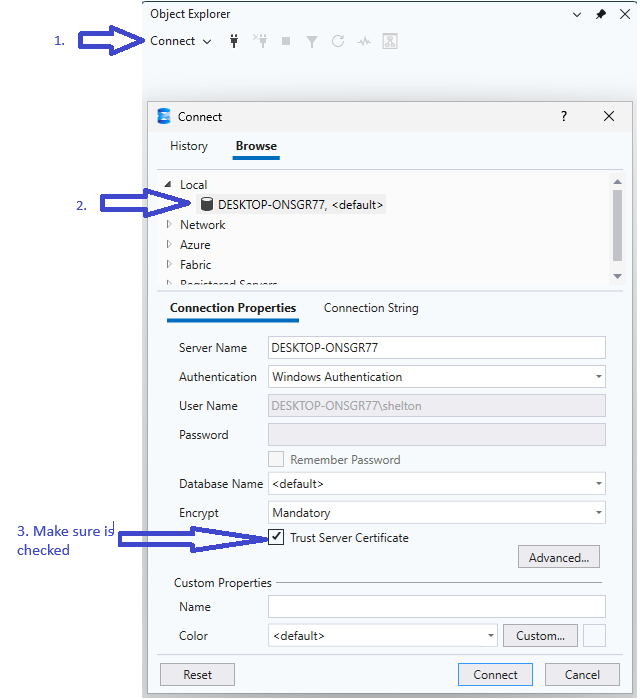 Object Explorer
1.
Connect
Connect
?
History
Browse
Local
2.
DESKTOP-ONSGR77, <default>
Network
Azure
Fabric
Registered Servers
Connection Properties
Connection String
Server Name
DESKTOP-ONSGR77
Authentication
Windows Authentication
User Name
DESKTOP-ONSGR77\shelton
Password
Remember Password
Database Name
<default>
Encrypt
Mandatory
3. Make sure is
checked
Trust Server Certificate
Advanced...
Custom Properties
Name
Color
<default>
Custom...
Reset
Connect
Cancel